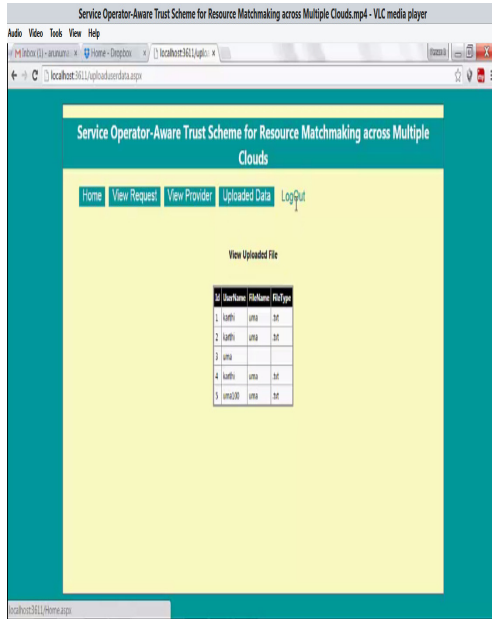 Service Operator-Aware Trust Scheme for Resource Matchmaking across Multiple Clouds.mp4 - VLC media player
Audio Video Tools View Help
Inbox (1) - arunuma Home - Dropbox localhost:3611/uplo
localhost:3611/uploaduserdata.aspx
Service Operator-Aware Trust Scheme for Resource Matchmaking across Multiple
Clouds
Home View Request View Provider Uploaded Data LogOut
View Uploaded File
Id UserName FileName FileType
1 karthi uma .txt
2 karthi uma .txt
3 uma
4 karthi uma .txt
5 uma100 uma .txt
localhost:3611/Home.aspx